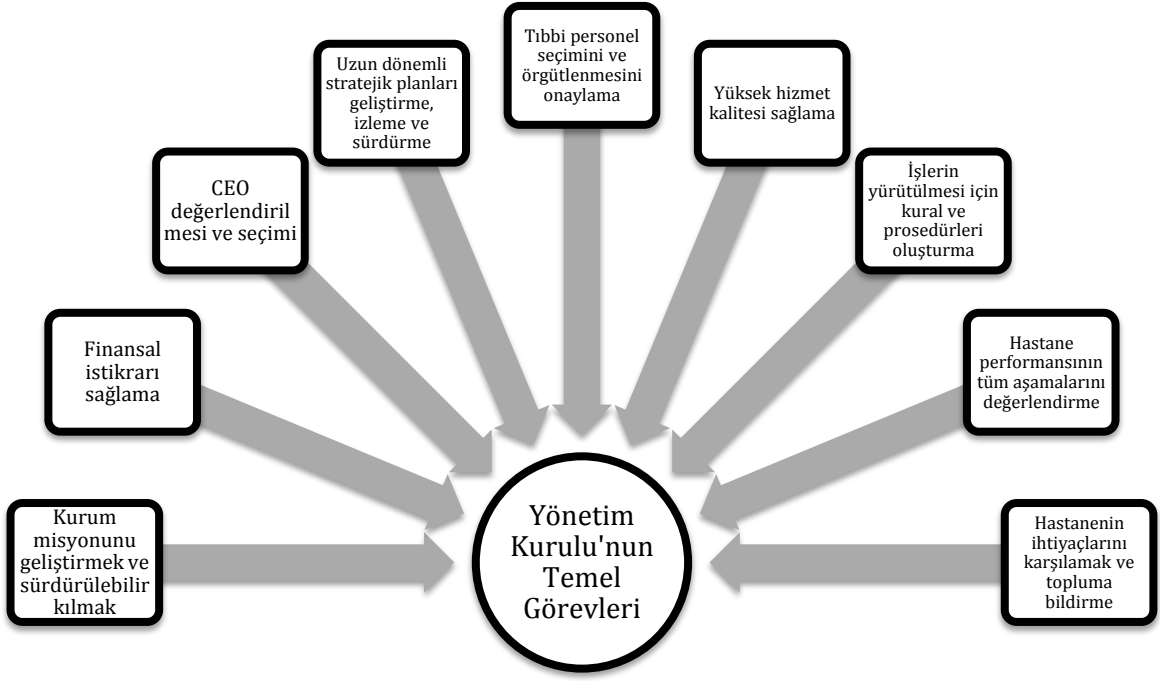 Kurum
misyonunu
geliştirmek ve
sürdürülebilir
kılmak
Finansal
istikrarı
sağlama
CEO
değerlendiril
mesi ve seçimi
Uzun dönemli
stratejik planları
geliştirme,
izleme ve
sürdürme
Tıbbi personel
seçimini ve
örgütlenmesini
onaylama
Yüksek hizmet
kalitesi sağlama
İşlerin
yürütülmesi için
kural ve
prosedürleri
oluşturma
Hastane
performansının
tüm aşamalarını
değerlendirme
Hastanenin
ihtiyaçlarını
karşılamak ve
topluma
bildirme
Yönetim
Kurulu'nun
Temel
Görevleri